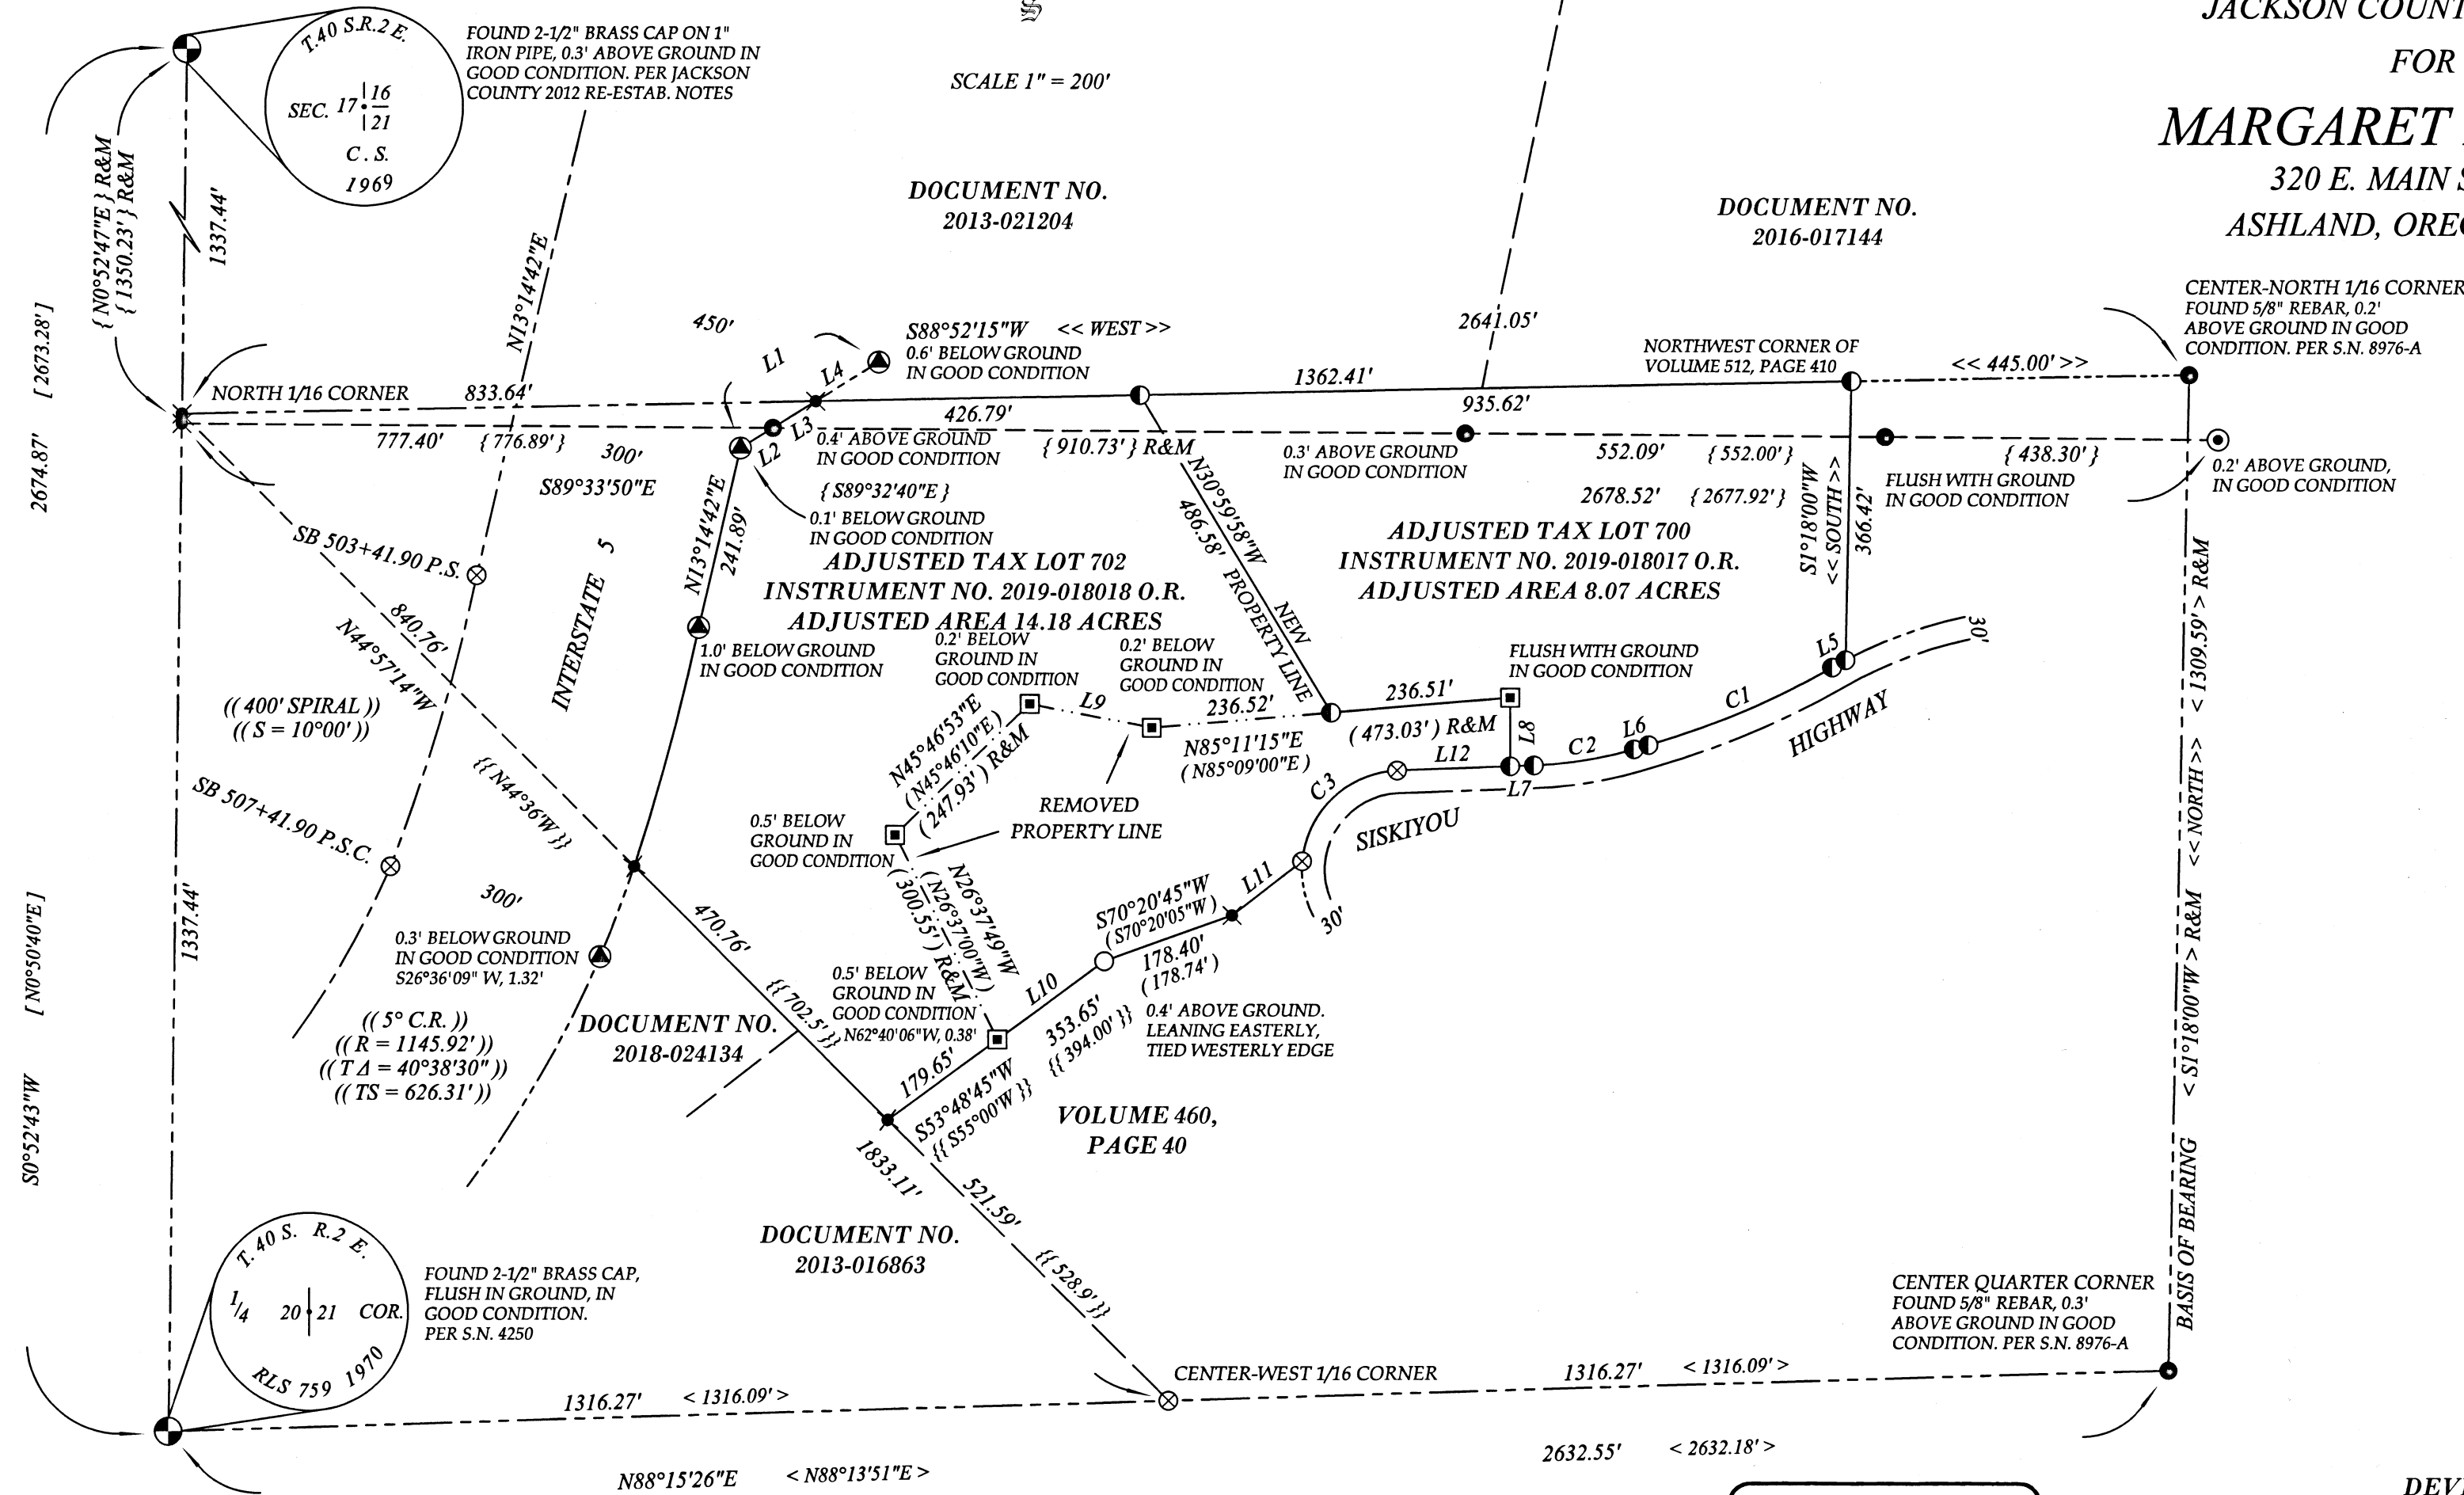 JACKSON COUNT
FOR
MARGARET
320 E. MAIN S
ASHLAND, OREG
S
SCALE 1" = 200'
T.40 S.R.2 E.
SEC. 17 16
21
C . S.
1969
FOUND 2-1/2" BRASS CAP ON 1"
IRON PIPE, 0.3' ABOVE GROUND IN
GOOD CONDITION. PER JACKSON
COUNTY 2012 RE-ESTAB. NOTES
{ N0°52'47"E } R&M
{ 1350.23' } R&M
1337.44'
N13°14'42"E
DOCUMENT NO.
2013-021204
DOCUMENT NO.
2016-017144
CENTER-NORTH 1/16 CORNER
FOUND 5/8" REBAR, 0.2'
ABOVE GROUND IN GOOD
CONDITION. PER S.N. 8976-A
2674.87' [ 2673.28' ]
450'
L1
L4
S88°52'15"W << WEST >>
0.6' BELOW GROUND
IN GOOD CONDITION
2641.05'
NORTHWEST CORNER OF
VOLUME 512, PAGE 410
<< 445.00' >>
NORTH 1/16 CORNER
833.64'
1362.41'
426.79'
935.62'
L3
L2
777.40' { 776.89' }
300'
S89°33'50"E
0.4' ABOVE GROUND
IN GOOD CONDITION
{ 910.73' } R&M
{ S89°32'40"E }
0.3' ABOVE GROUND
IN GOOD CONDITION
552.09' { 552.00' }
2678.52' { 2677.92' }
FLUSH WITH GROUND
IN GOOD CONDITION
{ 438.30' }
0.2' ABOVE GROUND,
IN GOOD CONDITION
0.1' BELOW GROUND
IN GOOD CONDITION
N13°14'42"E
241.89'
ADJUSTED TAX LOT 702
INSTRUMENT NO. 2019-018018 O.R.
ADJUSTED AREA 14.18 ACRES
N30°59'58"W
486.58'
NEW
PROPERTY LINE
ADJUSTED TAX LOT 700
INSTRUMENT NO. 2019-018017 O.R.
ADJUSTED AREA 8.07 ACRES
S1°18'00"W
<< SOUTH >>
366.42'
SB 503+41.90 P.S.
INTERSTATE 5
840.76'
N44°57'14"W
1.0' BELOW GROUND
IN GOOD CONDITION
0.2' BELOW
GROUND IN
GOOD CONDITION
0.2' BELOW
GROUND IN
GOOD CONDITION
FLUSH WITH GROUND
IN GOOD CONDITION
L5
30'
C1
HIGHWAY
L6
C2
L8
L7
L12
C3
SISKIYOU
30'
236.51'
( 473.03' ) R&M
236.52'
N85°11'15"E
( N85°09'00"E )
L9
N45°46'53"E
( N45°46'10"E )
( 247.93' ) R&M
REMOVED
PROPERTY LINE
(( 400' SPIRAL ))
(( S = 10°00' ))
{{ N44°36'W }}
SB 507+41.90 P.S.C.
300'
0.5' BELOW
GROUND IN
GOOD CONDITION
N26°37'49"W
( N26°37'00"W )
( 300.55' ) R&M
L11
S70°20'45"W
( S70°20'05"W )
178.40'
( 178.74' )
0.3' BELOW GROUND
IN GOOD CONDITION
S26°36'09" W, 1.32'
470.76'
{{ 702.5' }}
0.5' BELOW
GROUND IN
GOOD CONDITION
N62°40'06"W, 0.38'
L10
353.65'
{{ 394.00' }}
0.4' ABOVE GROUND.
LEANING EASTERLY,
TIED WESTERLY EDGE
(( 5° C.R. ))
(( R = 1145.92' ))
(( T Δ = 40°38'30" ))
(( TS = 626.31' ))
DOCUMENT NO.
2018-024134
179.65'
S53°48'45"W
{{ S55°00'W }}
VOLUME 460,
PAGE 40
1337.44'
S0°52'43"W [ N0°50'40"E ]
1833.11'
521.59'
{{ 528.9' }}
DOCUMENT NO.
2013-016863
BASIS OF BEARING < S1°18'00"W > R&M << NORTH >> < 1309.59' > R&M
T. 40 S. R.2 E.
1/4 20 21 COR.
RLS 759 1970
FOUND 2-1/2" BRASS CAP,
FLUSH IN GROUND, IN
GOOD CONDITION.
PER S.N. 4250
CENTER QUARTER CORNER
FOUND 5/8" REBAR, 0.3'
ABOVE GROUND IN GOOD
CONDITION. PER S.N. 8976-A
CENTER-WEST 1/16 CORNER
1316.27' < 1316.09' >
1316.27' < 1316.09' >
2632.55' < 2632.18' >
N88°15'26"E < N88°13'51"E >
DEV